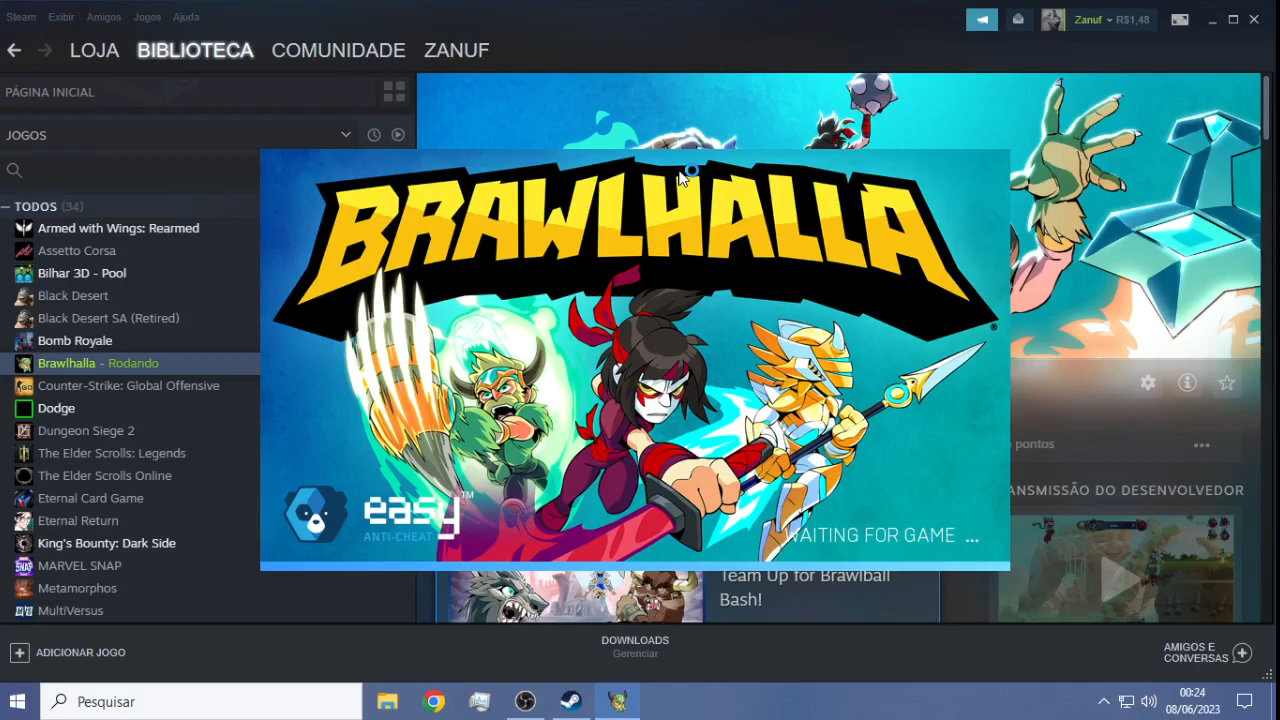 Steam Exibir Amigos Jogos Ajuda
Zanuf R$1,48
LOJA BIBLIOTECA COMUNIDADE ZANUF
PÁGINA INICIAL
JOGOS
TODOS (34)
Armed with Wings: Rearmed
Assetto Corsa
Bilhar 3D - Pool
Black Desert
Black Desert SA (Retired)
Bomb Royale
Brawlhalla - Rodando
Counter-Strike: Global Offensive
Dodge
Dungeon Siege 2
The Elder Scrolls: Legends
The Elder Scrolls Online
Eternal Card Game
Eternal Return
King's Bounty: Dark Side
MARVEL SNAP
Metamorphos
MultiVersus
BRAWLHALLA®
easy™
ANTI-CHEAT
WAITING FOR GAME ...
pontos
ANSMISSÃO DO DESENVOLVEDOR
Team Up for Brawlball
Bash!
ADICIONAR JOGO
DOWNLOADS
Gerenciar
AMIGOS E
CONVERSAS
Pesquisar
00:24
08/06/2023